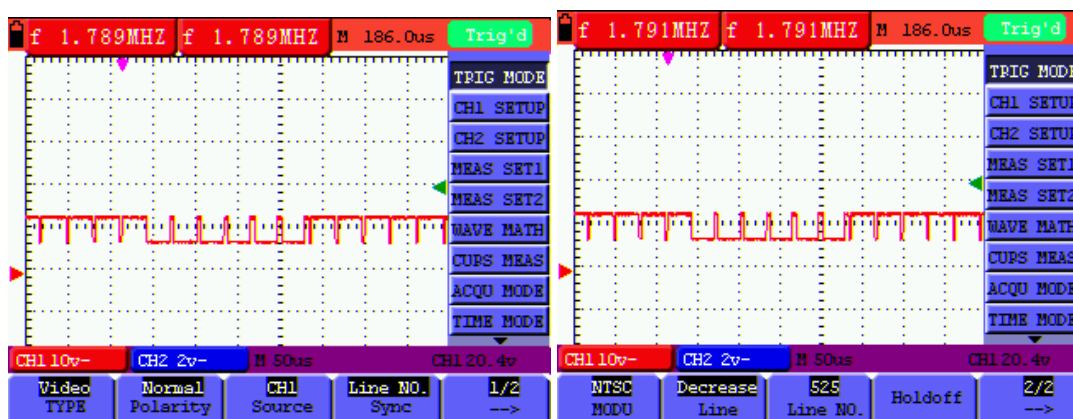 f 1.789MHZ f 1.789MHZ M 186.0us Trig'd
TRIG MODE
CH1 SETUP
CH2 SETUP
MEAS SET1
MEAS SET2
WAVE MATH
CUPS MEAS
ACQU MODE
TIME MODE
CH1 10v- CH2 2v- M 50us CH1 20.4v
Video TYPE
Normal Polarity
CH1 Source
Line NO. Sync
1/2 -->
f 1.791MHZ f 1.791MHZ M 186.0us Trig'd
TRIG MODE
CH1 SETUP
CH2 SETUP
MEAS SET1
MEAS SET2
WAVE MATH
CUPS MEAS
ACQU MODE
TIME MODE
CH1 10v- CH2 2v- M 50us CH1 20.4v
NTSC MODU
Decrease Line
525 Line NO.
Holdoff
2/2 -->